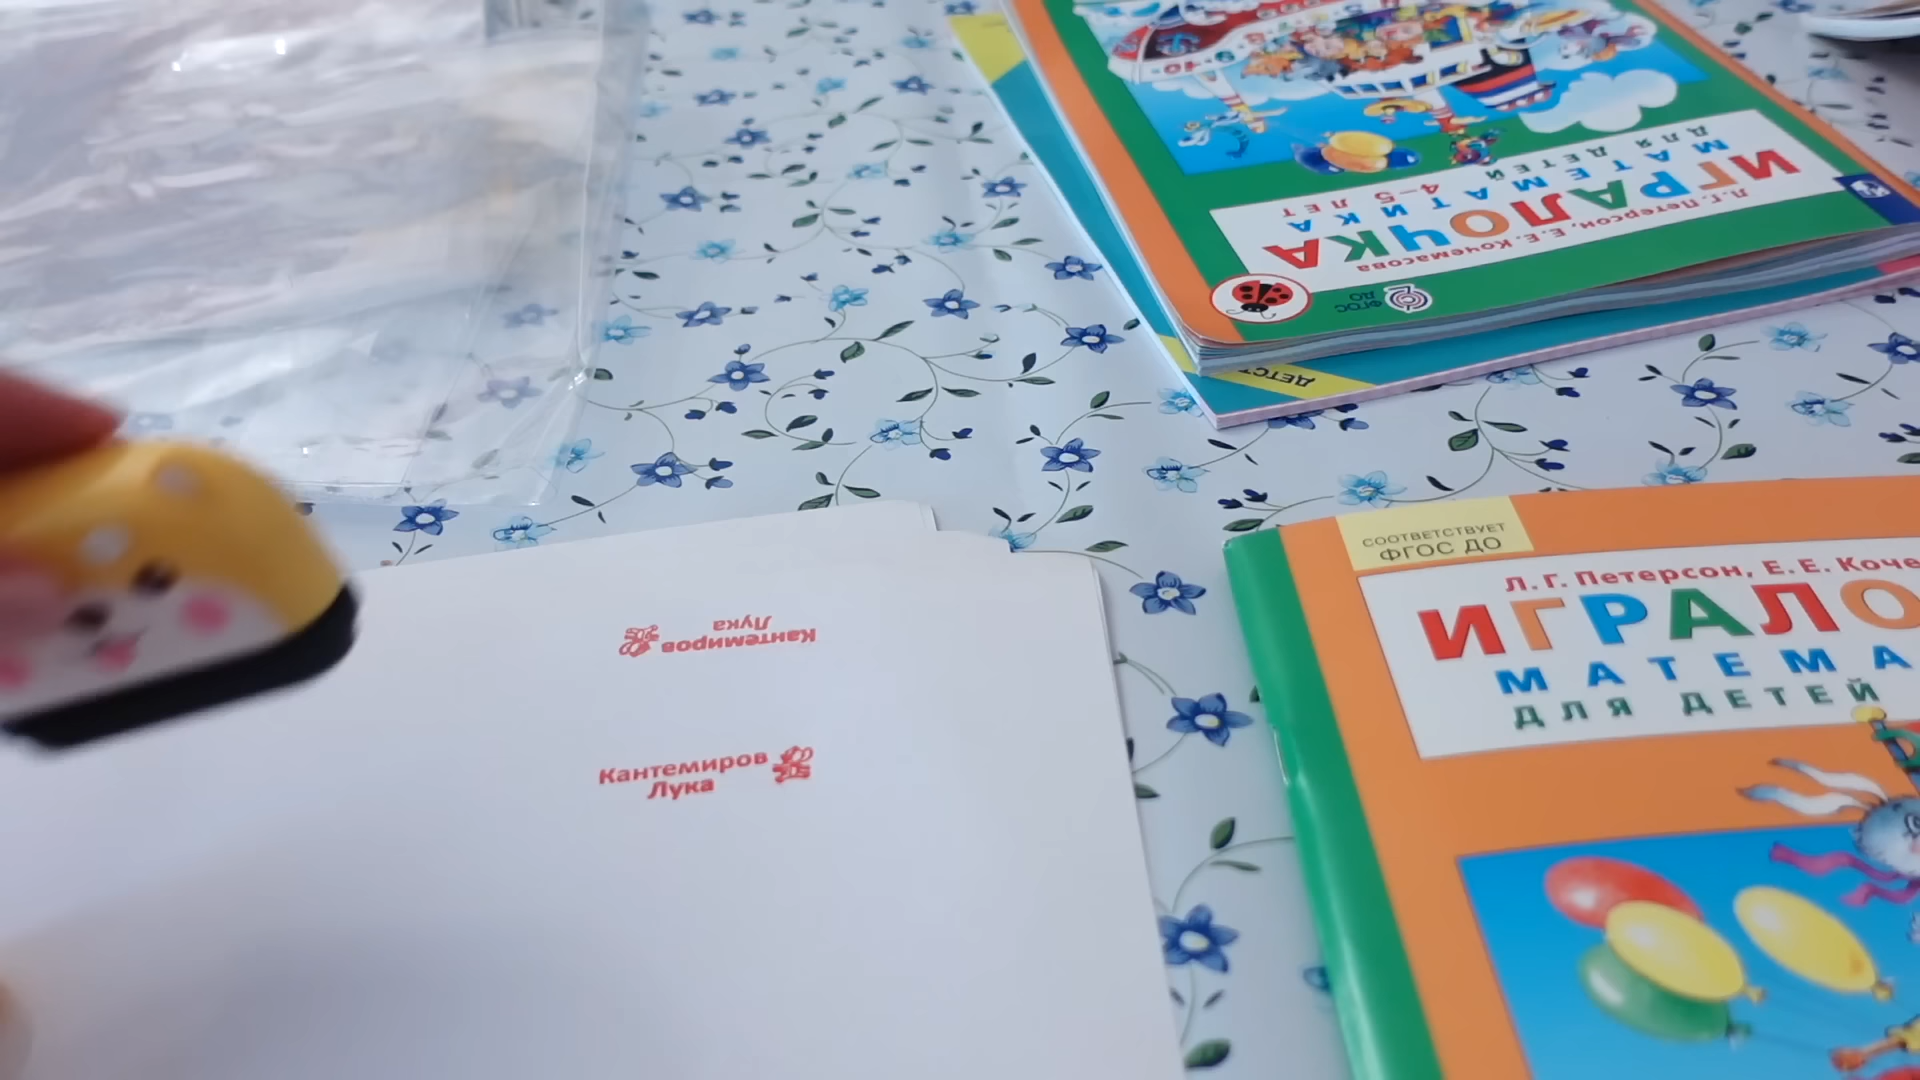 Л.Г. Петерсон, Е.Е. Кочемасова
ИГРАЛОЧКА
МАТЕМАТИКА
ДЛЯ ДЕТЕЙ
4–5 ЛЕТ
ФГОС
ДО
ДЕТСТ
Кантемиров
Лука
Кантемиров
Лука
СООТВЕТСТВУЕТ
ФГОС ДО
Л. Г. Петерсон, Е. Е. Коче
ИГРАЛО
МАТЕМА
ДЛЯ ДЕТЕЙ